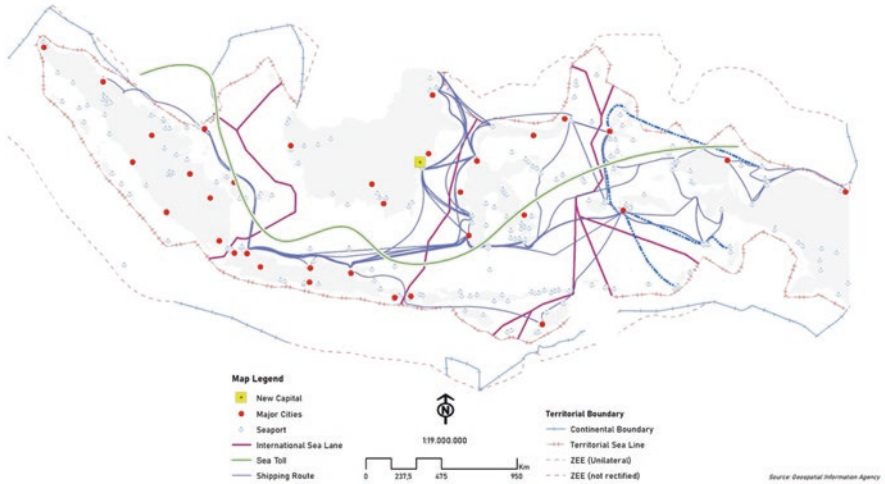 Map Legend
New Capital
Major Cities
Seaport
International Sea Lane
Sea Toll
Shipping Route
N
1:19.000.000
Km
0 237,5 475 950
Territorial Boundary
Continental Boundary
Territorial Sea Line
ZEE (Unilateral)
ZEE (not rectified)
Source: Geospatial Information Agency